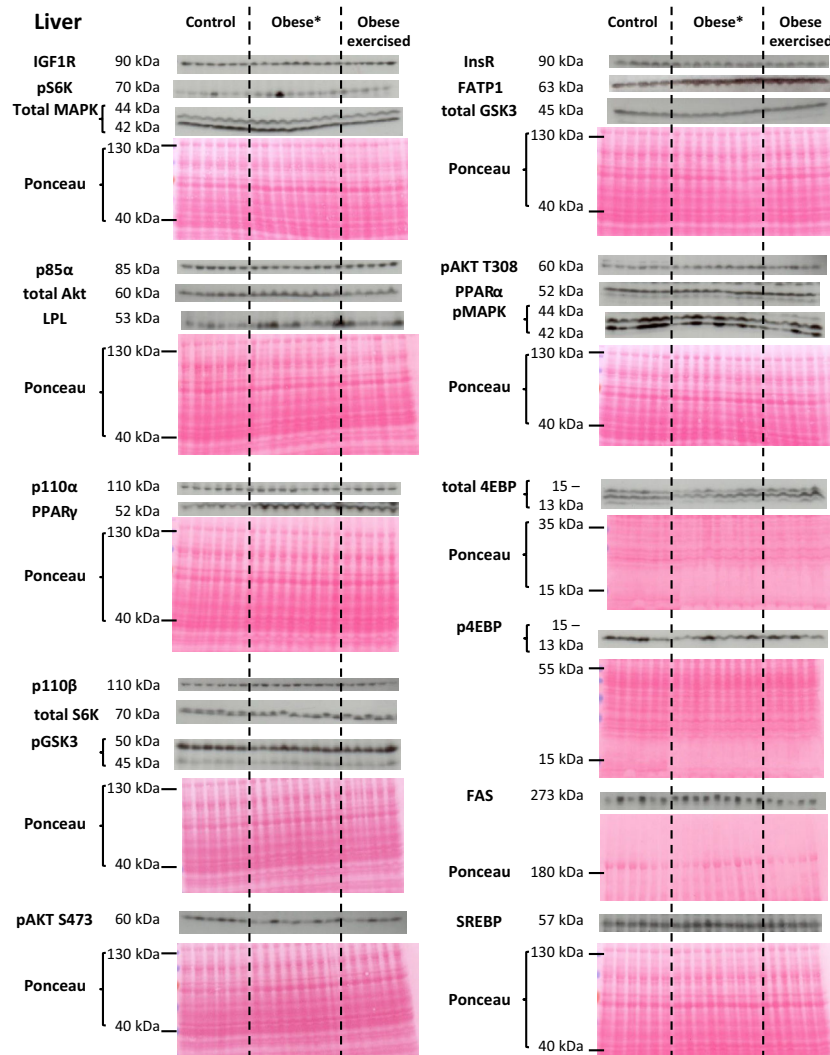 Liver
Control Obese* Obese exercised
IGF1R 90 kDa
pS6K 70 kDa
Total MAPK 44 kDa
42 kDa
130 kDa
Ponceau
40 kDa
p85α 85 kDa
total Akt 60 kDa
LPL 53 kDa
130 kDa
Ponceau
40 kDa
p110α 110 kDa
PPARγ 52 kDa
130 kDa
Ponceau
40 kDa
p110β 110 kDa
total S6K 70 kDa
pGSK3 50 kDa
45 kDa
130 kDa
Ponceau
40 kDa
pAKT S473 60 kDa
130 kDa
Ponceau
40 kDa
Control Obese* Obese exercised
InsR 90 kDa
FATP1 63 kDa
total GSK3 45 kDa
130 kDa
Ponceau
40 kDa
pAKT T308 60 kDa
PPARα 52 kDa
pMAPK 44 kDa
42 kDa
130 kDa
Ponceau
40 kDa
total 4EBP 15 –
13 kDa
35 kDa
Ponceau
15 kDa
p4EBP 15 –
13 kDa
55 kDa
15 kDa
FAS 273 kDa
Ponceau 180 kDa
SREBP 57 kDa
130 kDa
Ponceau
40 kDa